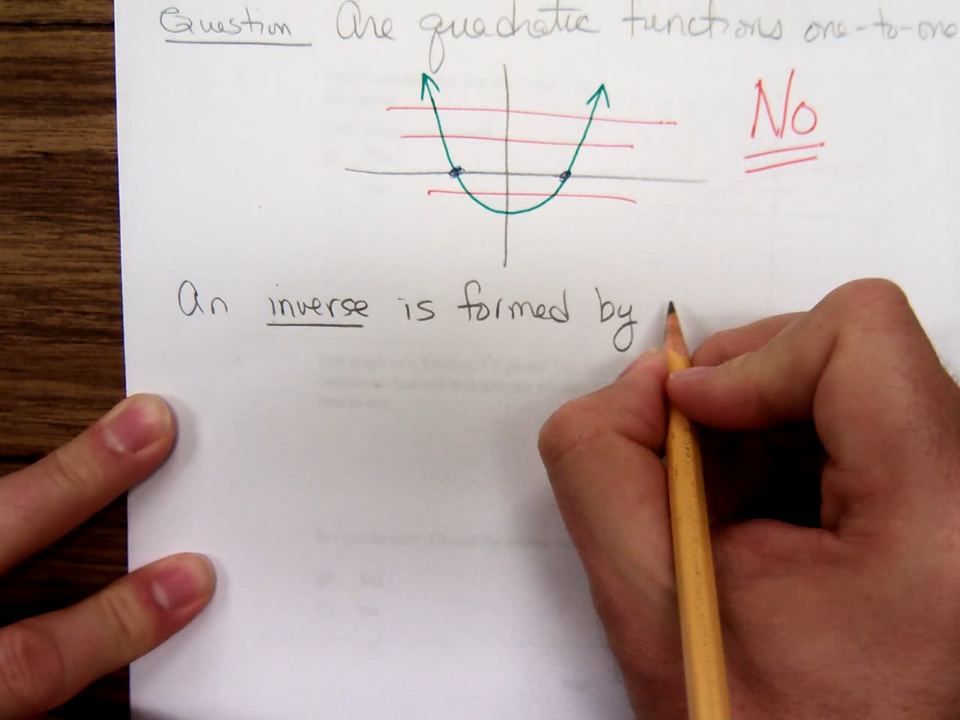 Question Are quadratic functions one-to-one
No
An inverse is formed by